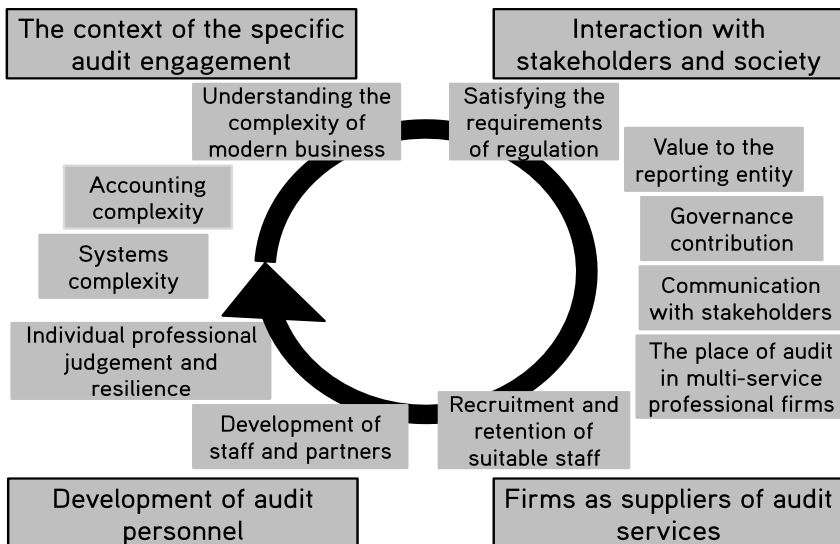 The context of the specific
audit engagement
Interaction with
stakeholders and society
Understanding the
complexity of
modern business
Satisfying the
requirements
of regulation
Value to the
reporting entity
Accounting
complexity
Governance
contribution
Systems
complexity
Communication
with stakeholders
Individual professional
judgement and
resilience
The place of audit
in multi-service
professional firms
Development of
staff and partners
Recruitment and
retention of
suitable staff
Development of audit
personnel
Firms as suppliers of audit
services